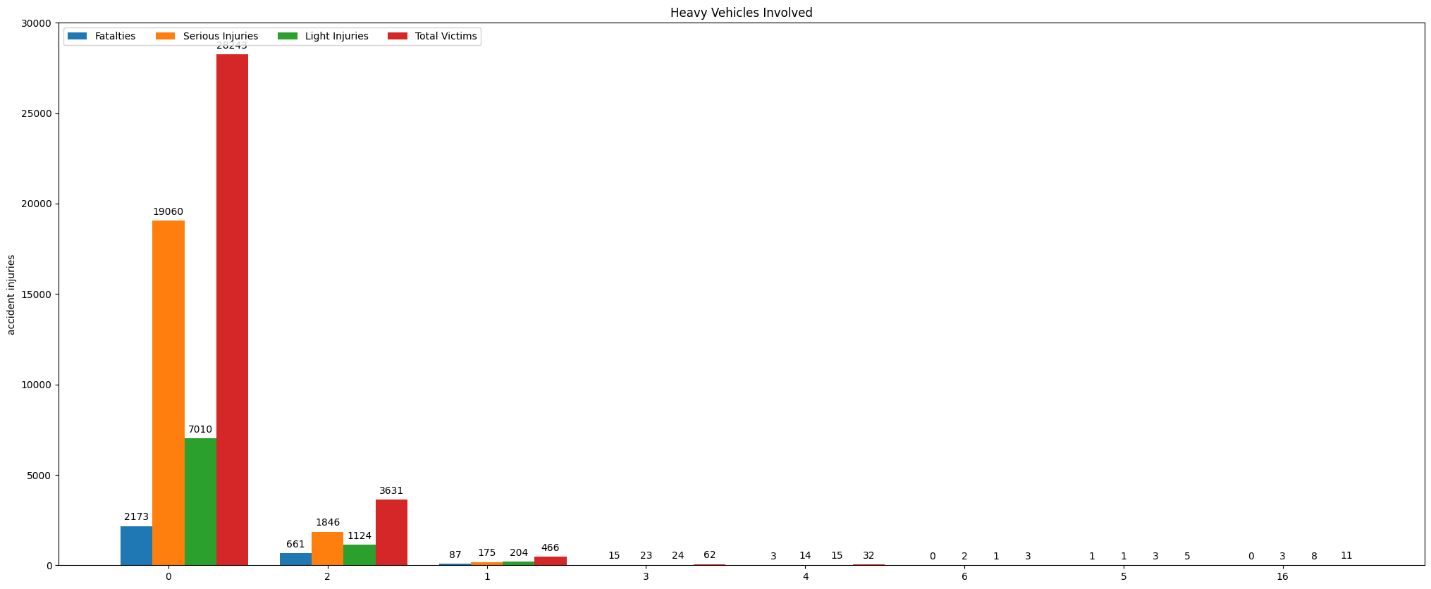 Heavy Vehicles Involved
Fatalties Serious Injuries Light Injuries Total Victims
accident injuries
30000
25000
20000
15000
10000
5000
0
2173 19060 7010 28243
661 1846 1124 3631
87 175 204 466
15 23 24 62
3 14 15 32
0 2 1 3
1 1 3 5
0 3 8 11
0 2 1 3 4 6 5 16